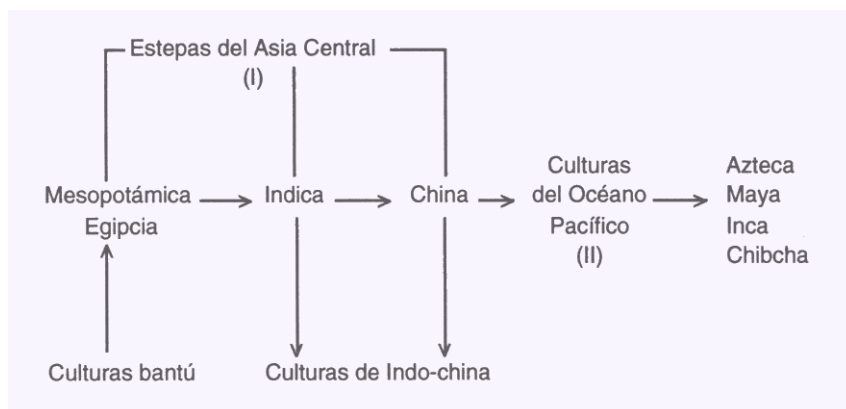 Estepas del Asia Central
(I)
Mesopotámica
Egipcia
Indica
China
Culturas
del Océano
Pacífico
(II)
Azteca
Maya
Inca
Chibcha
Culturas bantú
Culturas de Indo-china